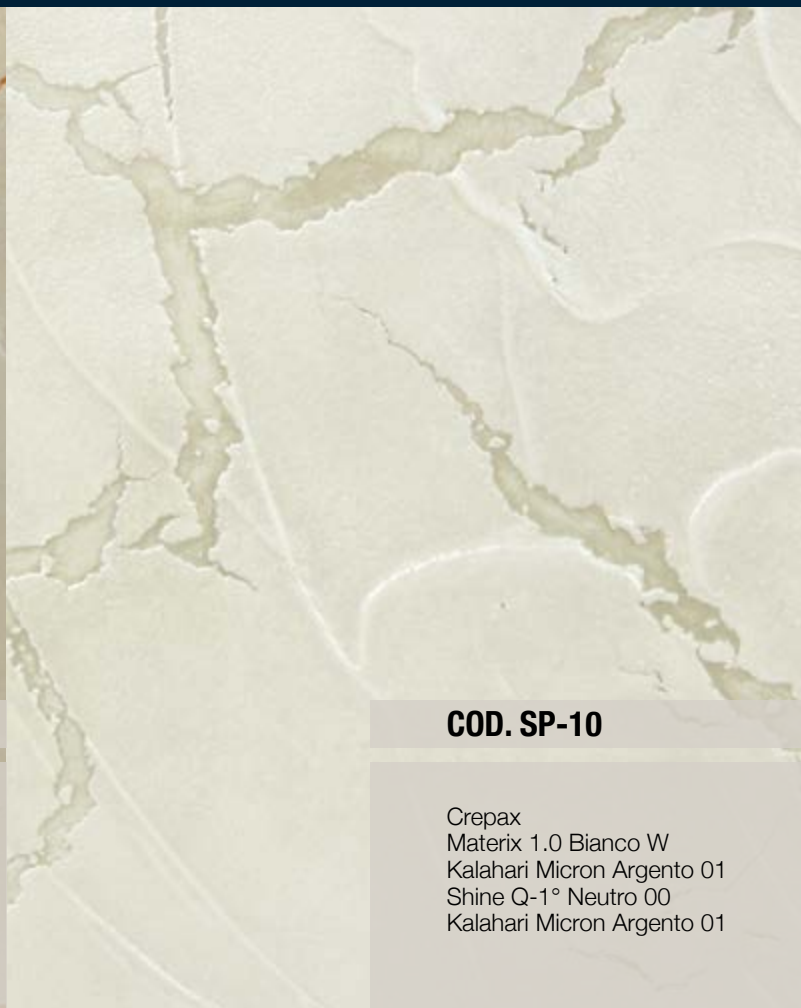 COD. SP-10
Crepax
Materix 1.0 Bianco W
Kalahari Micron Argento 01
Shine Q-1° Neutro 00
Kalahari Micron Argento 01